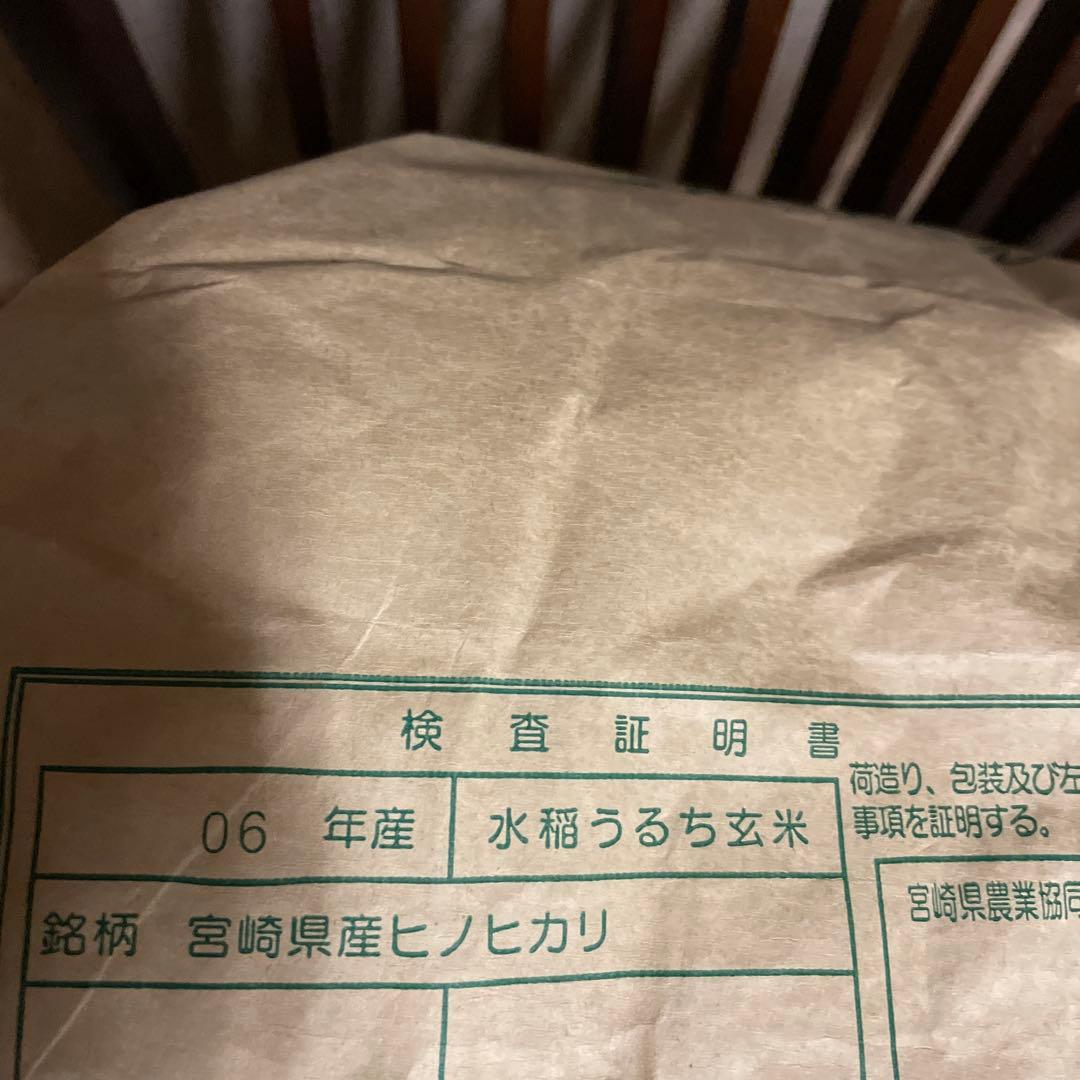 検査証明書
06 年産
水稲うるち玄米
荷造り、包装及び左
事項を証明する。
銘柄 宮崎県産ヒノヒカリ
宮崎県農業協同